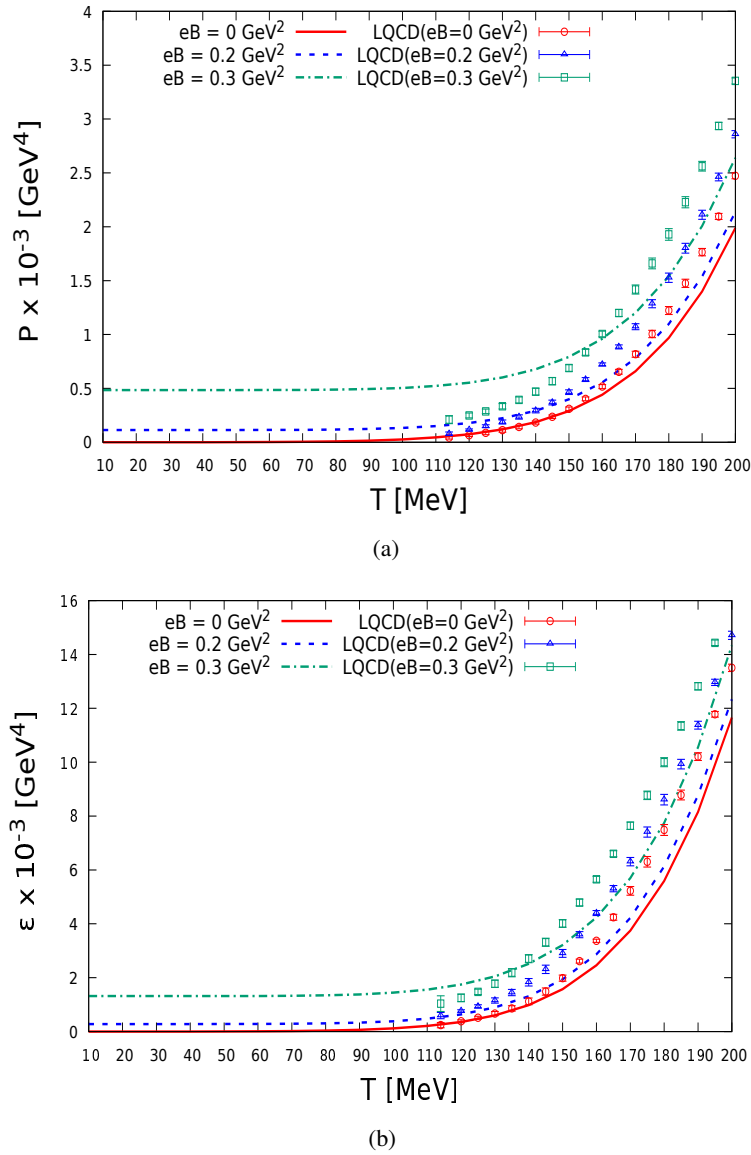 eB = 0 GeV²
LQCD(eB=0 GeV²)
eB = 0.2 GeV²
LQCD(eB=0.2 GeV²)
eB = 0.3 GeV²
LQCD(eB=0.3 GeV²)
4
3.5
3
2.5
2
1.5
1
0.5
0
P x 10⁻³ [GeV⁴]
10 20 30 40 50 60 70 80 90 100 110 120 130 140 150 160 170 180 190 200
T [MeV]
(a)
eB = 0 GeV²
LQCD(eB=0 GeV²)
eB = 0.2 GeV²
LQCD(eB=0.2 GeV²)
eB = 0.3 GeV²
LQCD(eB=0.3 GeV²)
16
14
12
10
8
6
4
2
0
ε x 10⁻³ [GeV⁴]
10 20 30 40 50 60 70 80 90 100 110 120 130 140 150 160 170 180 190 200
T [MeV]
(b)